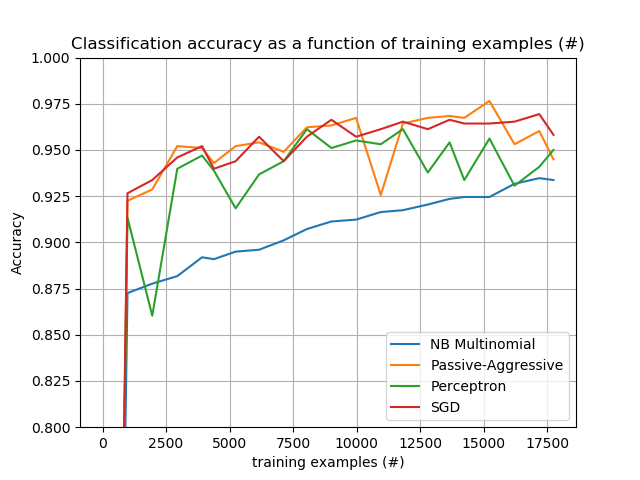 Classification accuracy as a function of training examples (#)
1.000
0.975
0.950
0.925
0.900
0.875
0.850
0.825
0.800
Accuracy
NB Multinomial
Passive-Aggressive
Perceptron
SGD
0 2500 5000 7500 10000 12500 15000 17500
training examples (#)